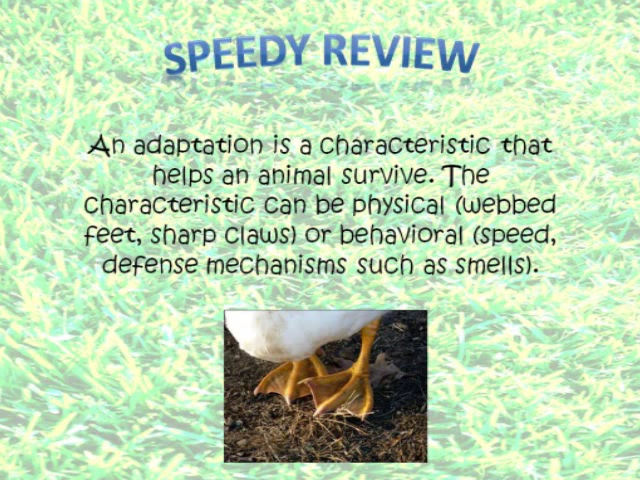 SPEEDY REVIEW
An adaptation is a characteristic that
helps an animal survive. The
characteristic can be physical (webbed
feet, sharp claws) or behavioral (speed,
defense mechanisms such as smells).